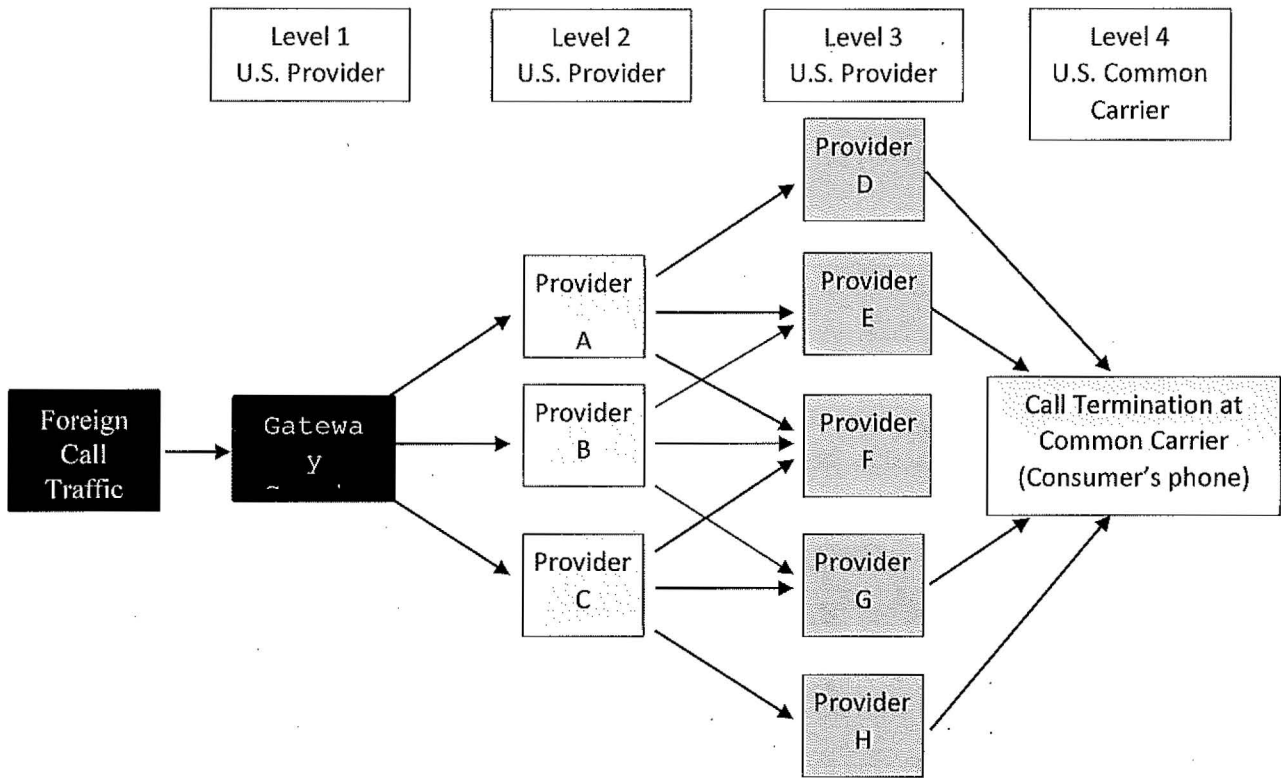 Level 1
U.S. Provider
Level 2
U.S. Provider
Level 3
U.S. Provider
Level 4
U.S. Common
Carrier
Provider
D
Provider
A
Provider
E
Foreign
Call
Traffic
Gatewa
y
Provider
B
Provider
F
Call Termination at
Common Carrier
(Consumer's phone)
Provider
C
Provider
G
Provider
H